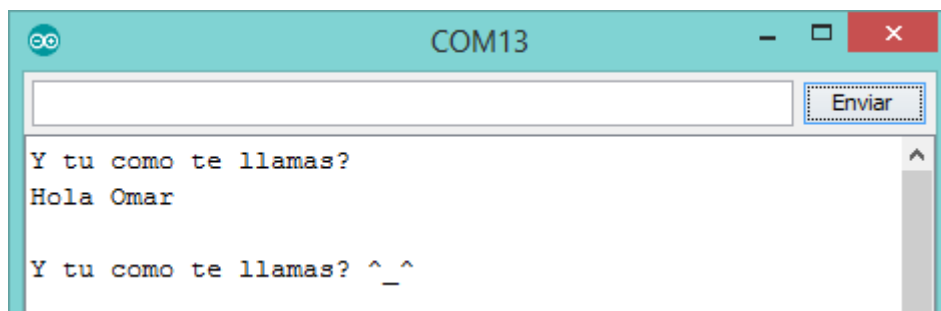 COM13
Enviar
Y tu como te llamas?
Hola Omar
Y tu como te llamas? ^_^